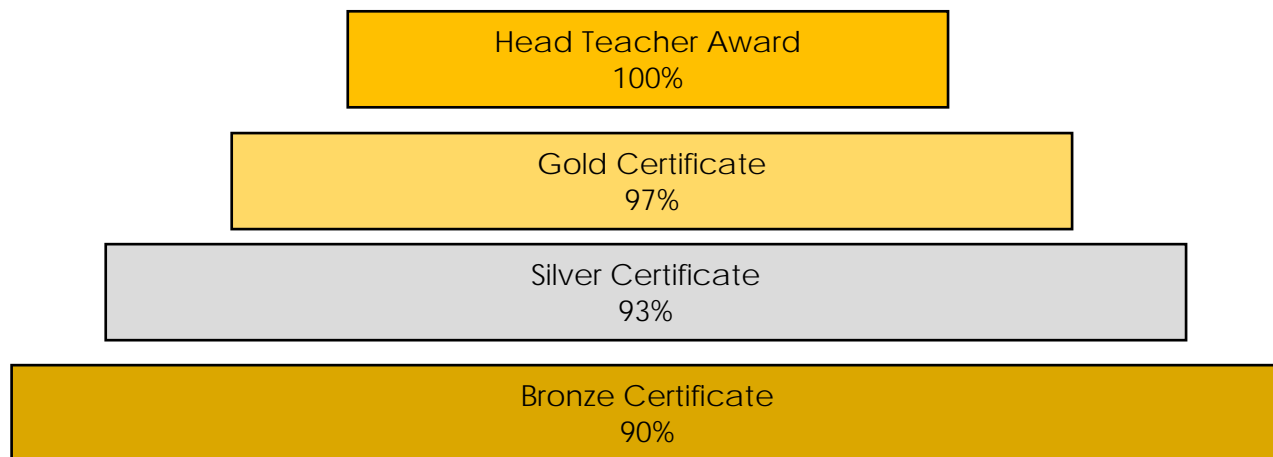 Head Teacher Award
100%
Gold Certificate
97%
Silver Certificate
93%
Bronze Certificate
90%